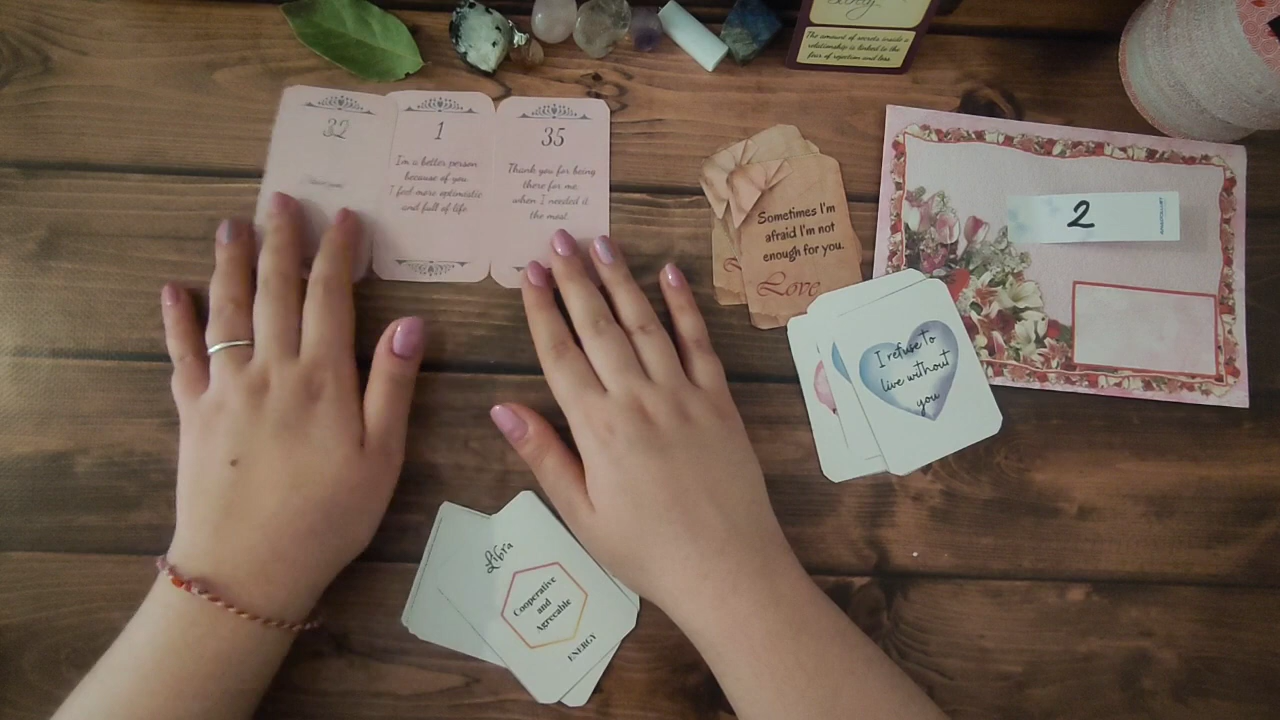 The amount of secrets inside a
relationship is linked to the
fear of rejection and loss
32
1
I'm a better person
because of you.
I feel more optimistic
and full of life.
35
Thank you for being
there for me
when I needed it
the most.
Sometimes I'm
afraid I'm not
enough for you.
Love
2
I refuse to
live without
you
Libra
Cooperative
and
Agreeable
ENERGY